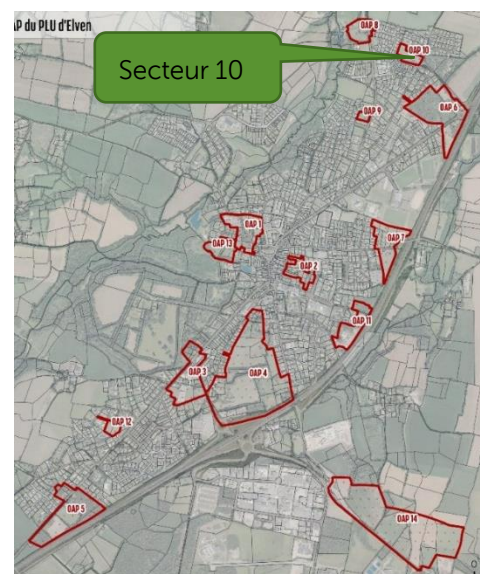 AP du PLU d'Elven
Secteur 10
OAP 8
OAP 10
OAP 6
OAP 9
OAP 1
OAP 13
OAP 7
OAP 2
OAP 11
OAP 3
OAP 4
OAP 12
OAP 5
OAP 14